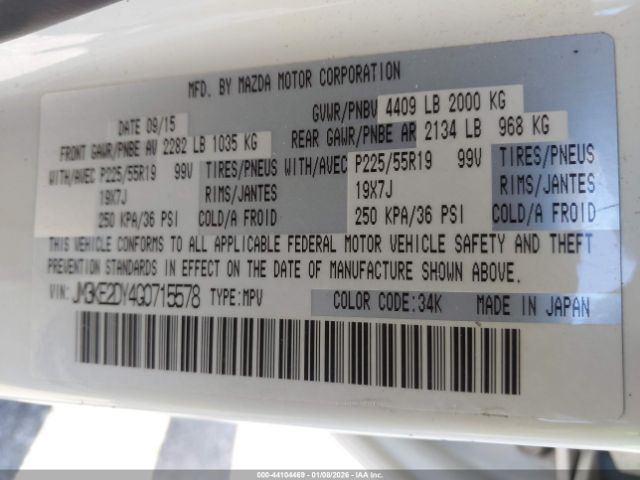 MFD. BY MAZDA MOTOR CORPORATION
DATE 09/15 GVWR/PNBV 4409 LB 2000 KG
FRONT GAWR/PNBE AV 2282 LB 1035 KG REAR GAWR/PNBE AR 2134 LB 968 KG
WITH/AVEC P225/55R19 99V TIRES/PNEUS WITH/AVEC P225/55R19 99V TIRES/PNEUS
19X7J RIMS/JANTES 19X7J RIMS/JANTES
250 KPA/36 PSI COLD/A FROID 250 KPA/36 PSI COLD/A FROID
THIS VEHICLE CONFORMS TO ALL APPLICABLE FEDERAL MOTOR VEHICLE SAFETY AND THEFT
PREVENTION STANDARDS IN EFFECT ON THE DATE OF MANUFACTURE SHOWN ABOVE.
VIN: JM3KE2DY4G0715578 TYPE:MPV COLOR CODE:34K MADE IN JAPAN
000-44104469 | 01/08/2026 - IAA CHICAGO-SOUTH